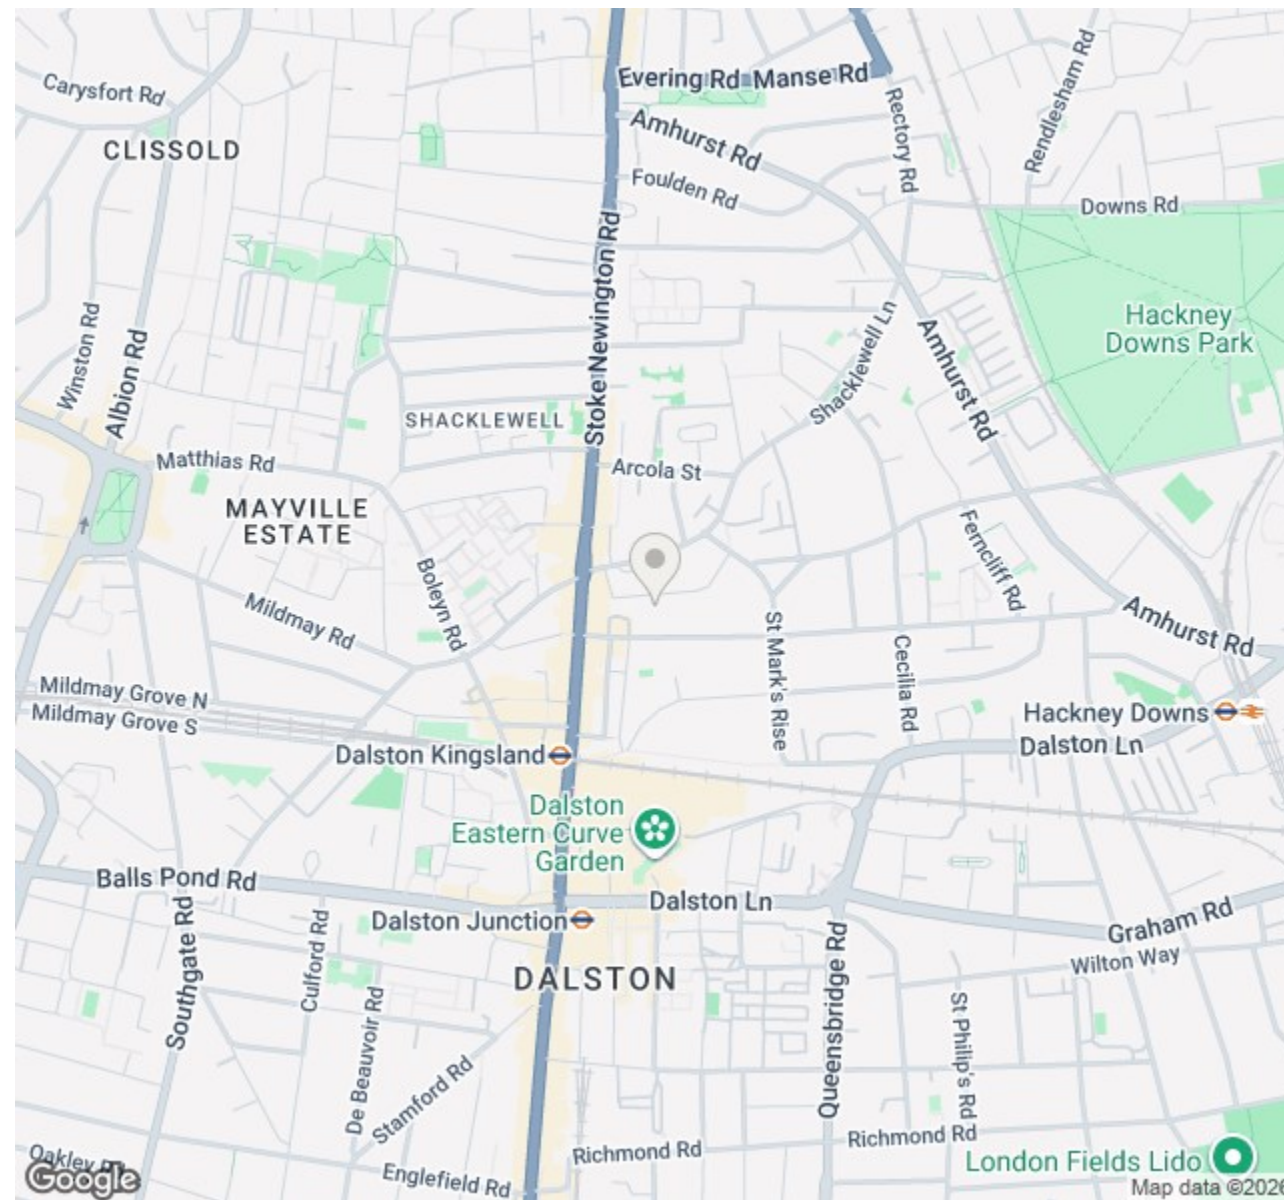 Evering Rd
Manse Rd
Carysfort Rd
CLISSOLD
Amhurst Rd
Rectory Rd
Rendlesham Rd
Foulden Rd
Downs Rd
Stoke Newington Rd
Winston Rd
Albion Rd
Hackney
Downs Park
Shacklewell Ln
Amhurst Rd
SHACKLEWELL
Matthias Rd
Arcola St
MAYVILLE
ESTATE
Ferncliff Rd
Boleyn Rd
Mildmay Rd
St Mark's Rise
Cecilia Rd
Amhurst Rd
Mildmay Grove N
Mildmay Grove S
Hackney Downs
Dalston Ln
Dalston Kingsland
Dalston
Eastern Curve
Garden
Balls Pond Rd
Dalston Ln
Dalston Junction
Southgate Rd
Culford Rd
Queensbridge Rd
Graham Rd
Wilton Way
DALSTON
De Beauvoir Rd
St Philip's Rd
Stamford Rd
Richmond Rd
Richmond Rd
Oakley
Englefield Rd
London Fields Lido
Google
Map data ©202